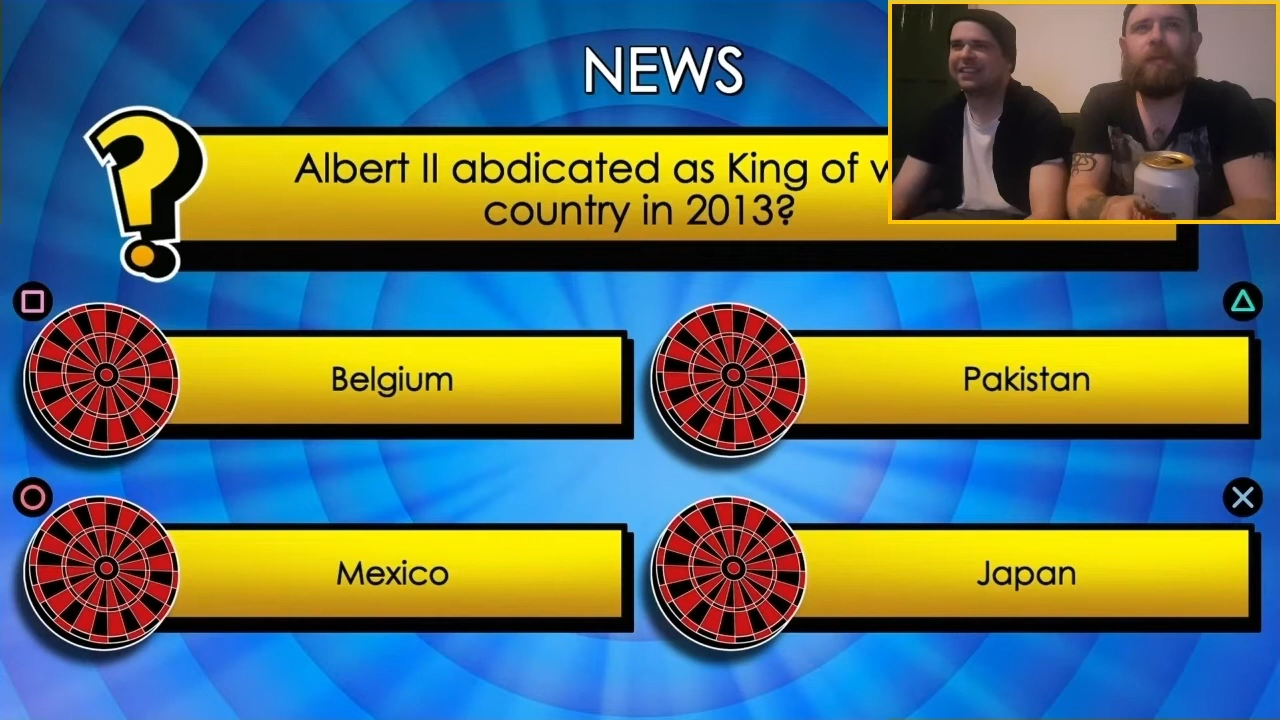 NEWS
Albert II abdicated as King of
country in 2013?
Belgium
Pakistan
Mexico
Japan